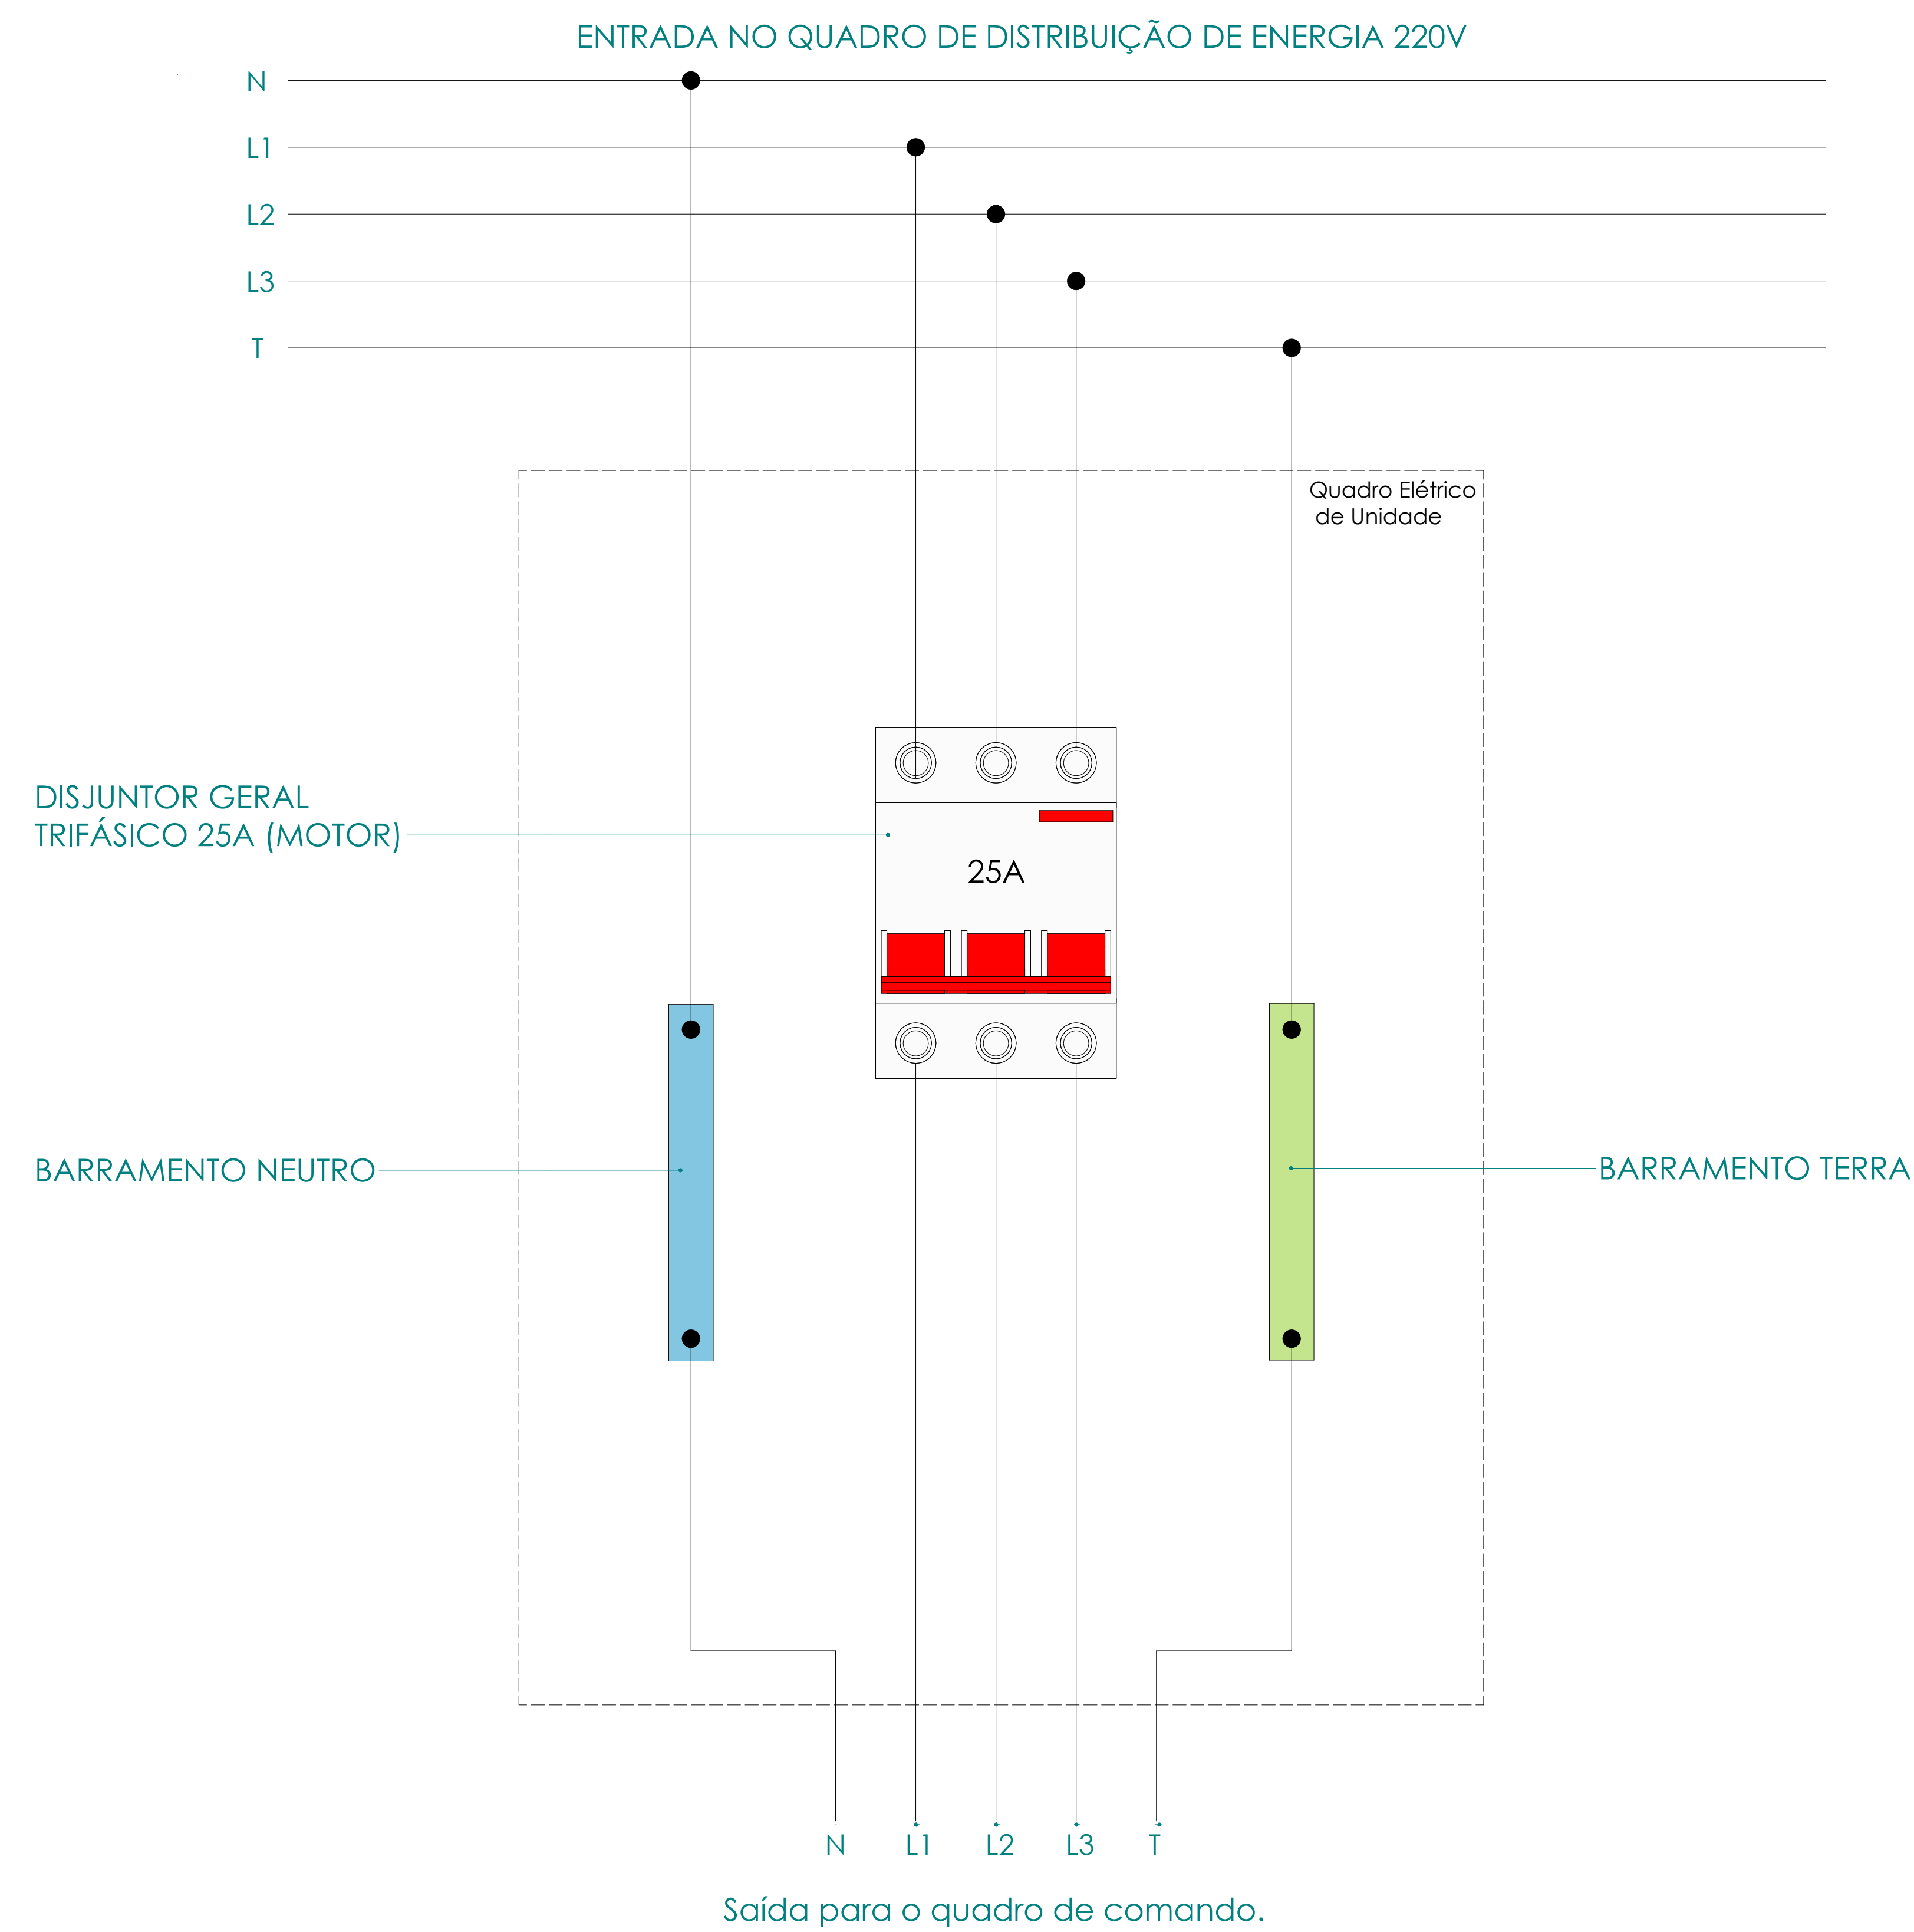 ENTRADA NO QUADRO DE DISTRIBUIÇÃO DE ENERGIA 220V
N
L1
L2
L3
T
Quadro Elétrico
de Unidade
DISJUNTOR GERAL
TRIFÁSICO 25A (MOTOR)
25A
BARRAMENTO NEUTRO
BARRAMENTO TERRA
N L1 L2 L3 T
Saída para o quadro de comando.